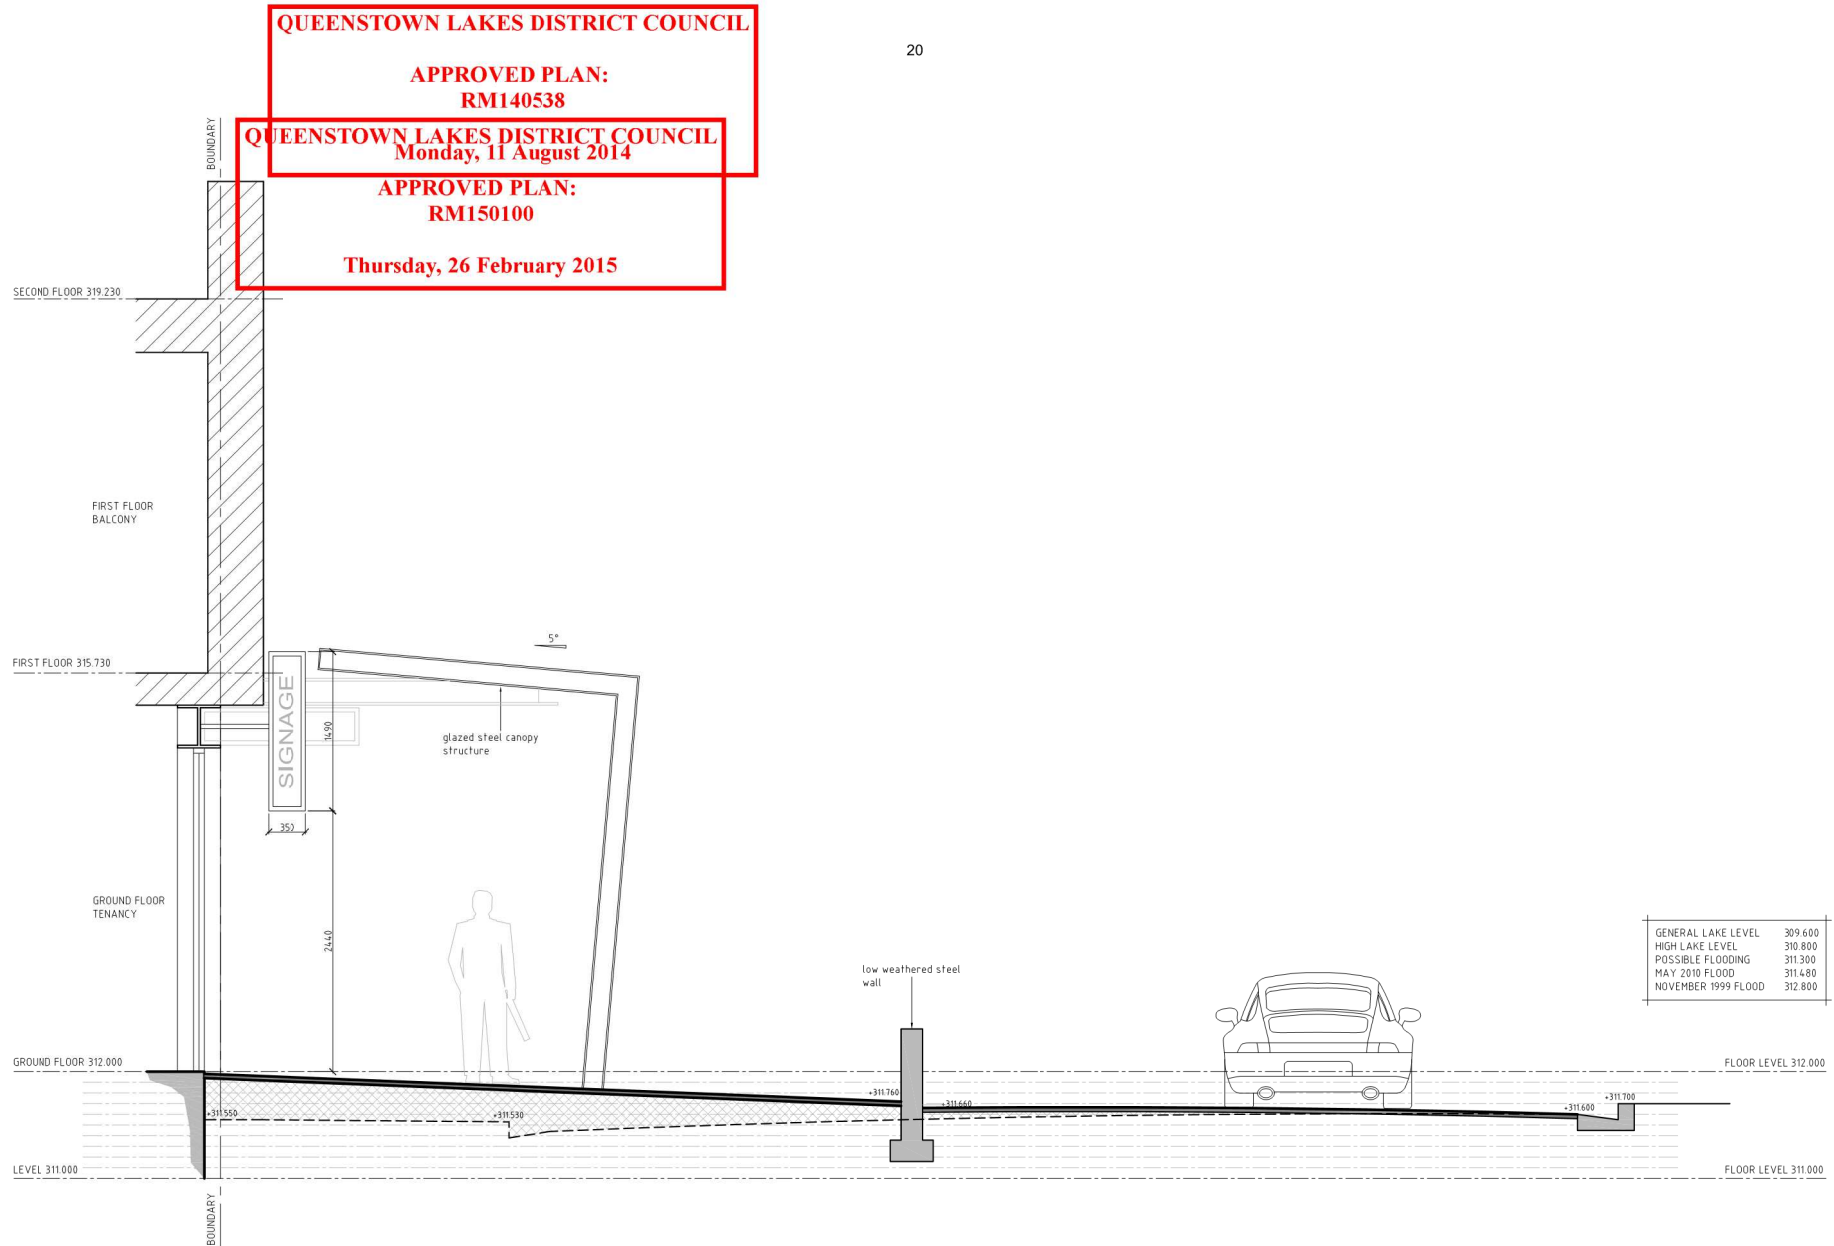 20
QUEENSTOWN LAKES DISTRICT COUNCIL
APPROVED PLAN:
RM140538
Monday, 11 August 2014
QUEENSTOWN LAKES DISTRICT COUNCIL
APPROVED PLAN:
RM150100
Thursday, 26 February 2015
BOUNDARY
SECOND FLOOR 319.230
FIRST FLOOR
BALCONY
5°
FIRST FLOOR 315.730
SIGNAGE
1490
glazed steel canopy
structure
GROUND FLOOR
TENANCY
2440
low weathered steel
wall
GENERAL LAKE LEVEL 309.600
HIGH LAKE LEVEL 310.800
POSSIBLE FLOODING 311.300
MAY 2010 FLOOD 311.480
NOVEMBER 1999 FLOOD 312.800
GROUND FLOOR 312.000
FLOOR LEVEL 312.000
+311.760
+311.660
+311.700
+311.600
+311.550
+311.530
LEVEL 311.000
FLOOR LEVEL 311.000
BOUNDARY